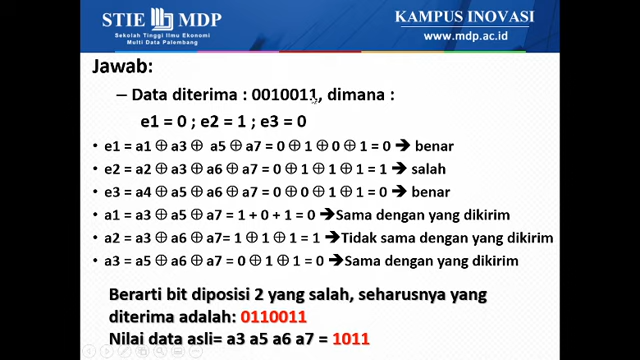 STIE MDP
Sekolah Tinggi Ilmu Ekonomi
Multi Data Palembang
KAMPUS INOVASI
www.mdp.ac.id
Jawab:
– Data diterima : 0010011, dimana :
e1 = 0 ; e2 = 1 ; e3 = 0
• e1 = a1 ⊕ a3 ⊕ a5 ⊕ a7 = 0 ⊕ 1 ⊕ 0 ⊕ 1 = 0 ➔ benar
• e2 = a2 ⊕ a3 ⊕ a6 ⊕ a7 = 0 ⊕ 1 ⊕ 1 ⊕ 1 = 1 ➔ salah
• e3 = a4 ⊕ a5 ⊕ a6 ⊕ a7 = 0 ⊕ 0 ⊕ 1 ⊕ 1 = 0 ➔ benar
• a1 = a3 ⊕ a5 ⊕ a7 = 1 + 0 + 1 = 0 ➔Sama dengan yang dikirim
• a2 = a3 ⊕ a6 ⊕ a7= 1 ⊕ 1 ⊕ 1 = 1 ➔Tidak sama dengan yang dikirim
• a3 = a5 ⊕ a6 ⊕ a7 = 0 ⊕ 1 ⊕ 1 = 0 ➔Sama dengan yang dikirim
Berarti bit diposisi 2 yang salah, seharusnya yang
diterima adalah: 0110011
Nilai data asli= a3 a5 a6 a7 = 1011